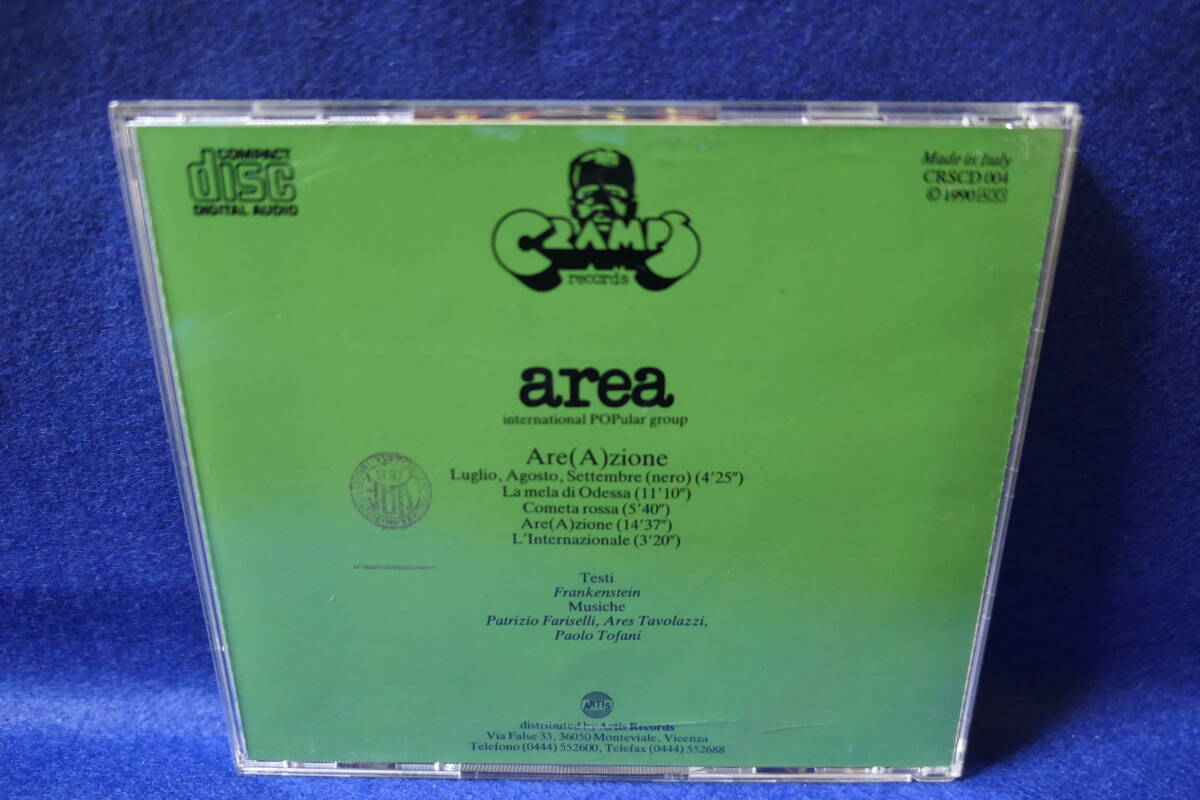 COMPACT
disc
DIGITAL AUDIO
CRAMPS
records
Made in Italy
CRSCD 004
© 1990 ADD
area
international POPular group
Are(A)zione
Luglio, Agosto, Settembre (nero) (4'25")
La mela di Odessa (11'10")
Cometa rossa (5'40")
Are(A)zione (14'37")
L'Internazionale (3'20")
Testi
Frankenstein
Musiche
Patrizio Fariselli, Ares Tavolazzi,
Paolo Tofani
ARTIS
distributed by Artis Records
Via False 33, 36050 Monteviale, Vicenza
Telefono (0444) 552600, Telefax (0444) 552688